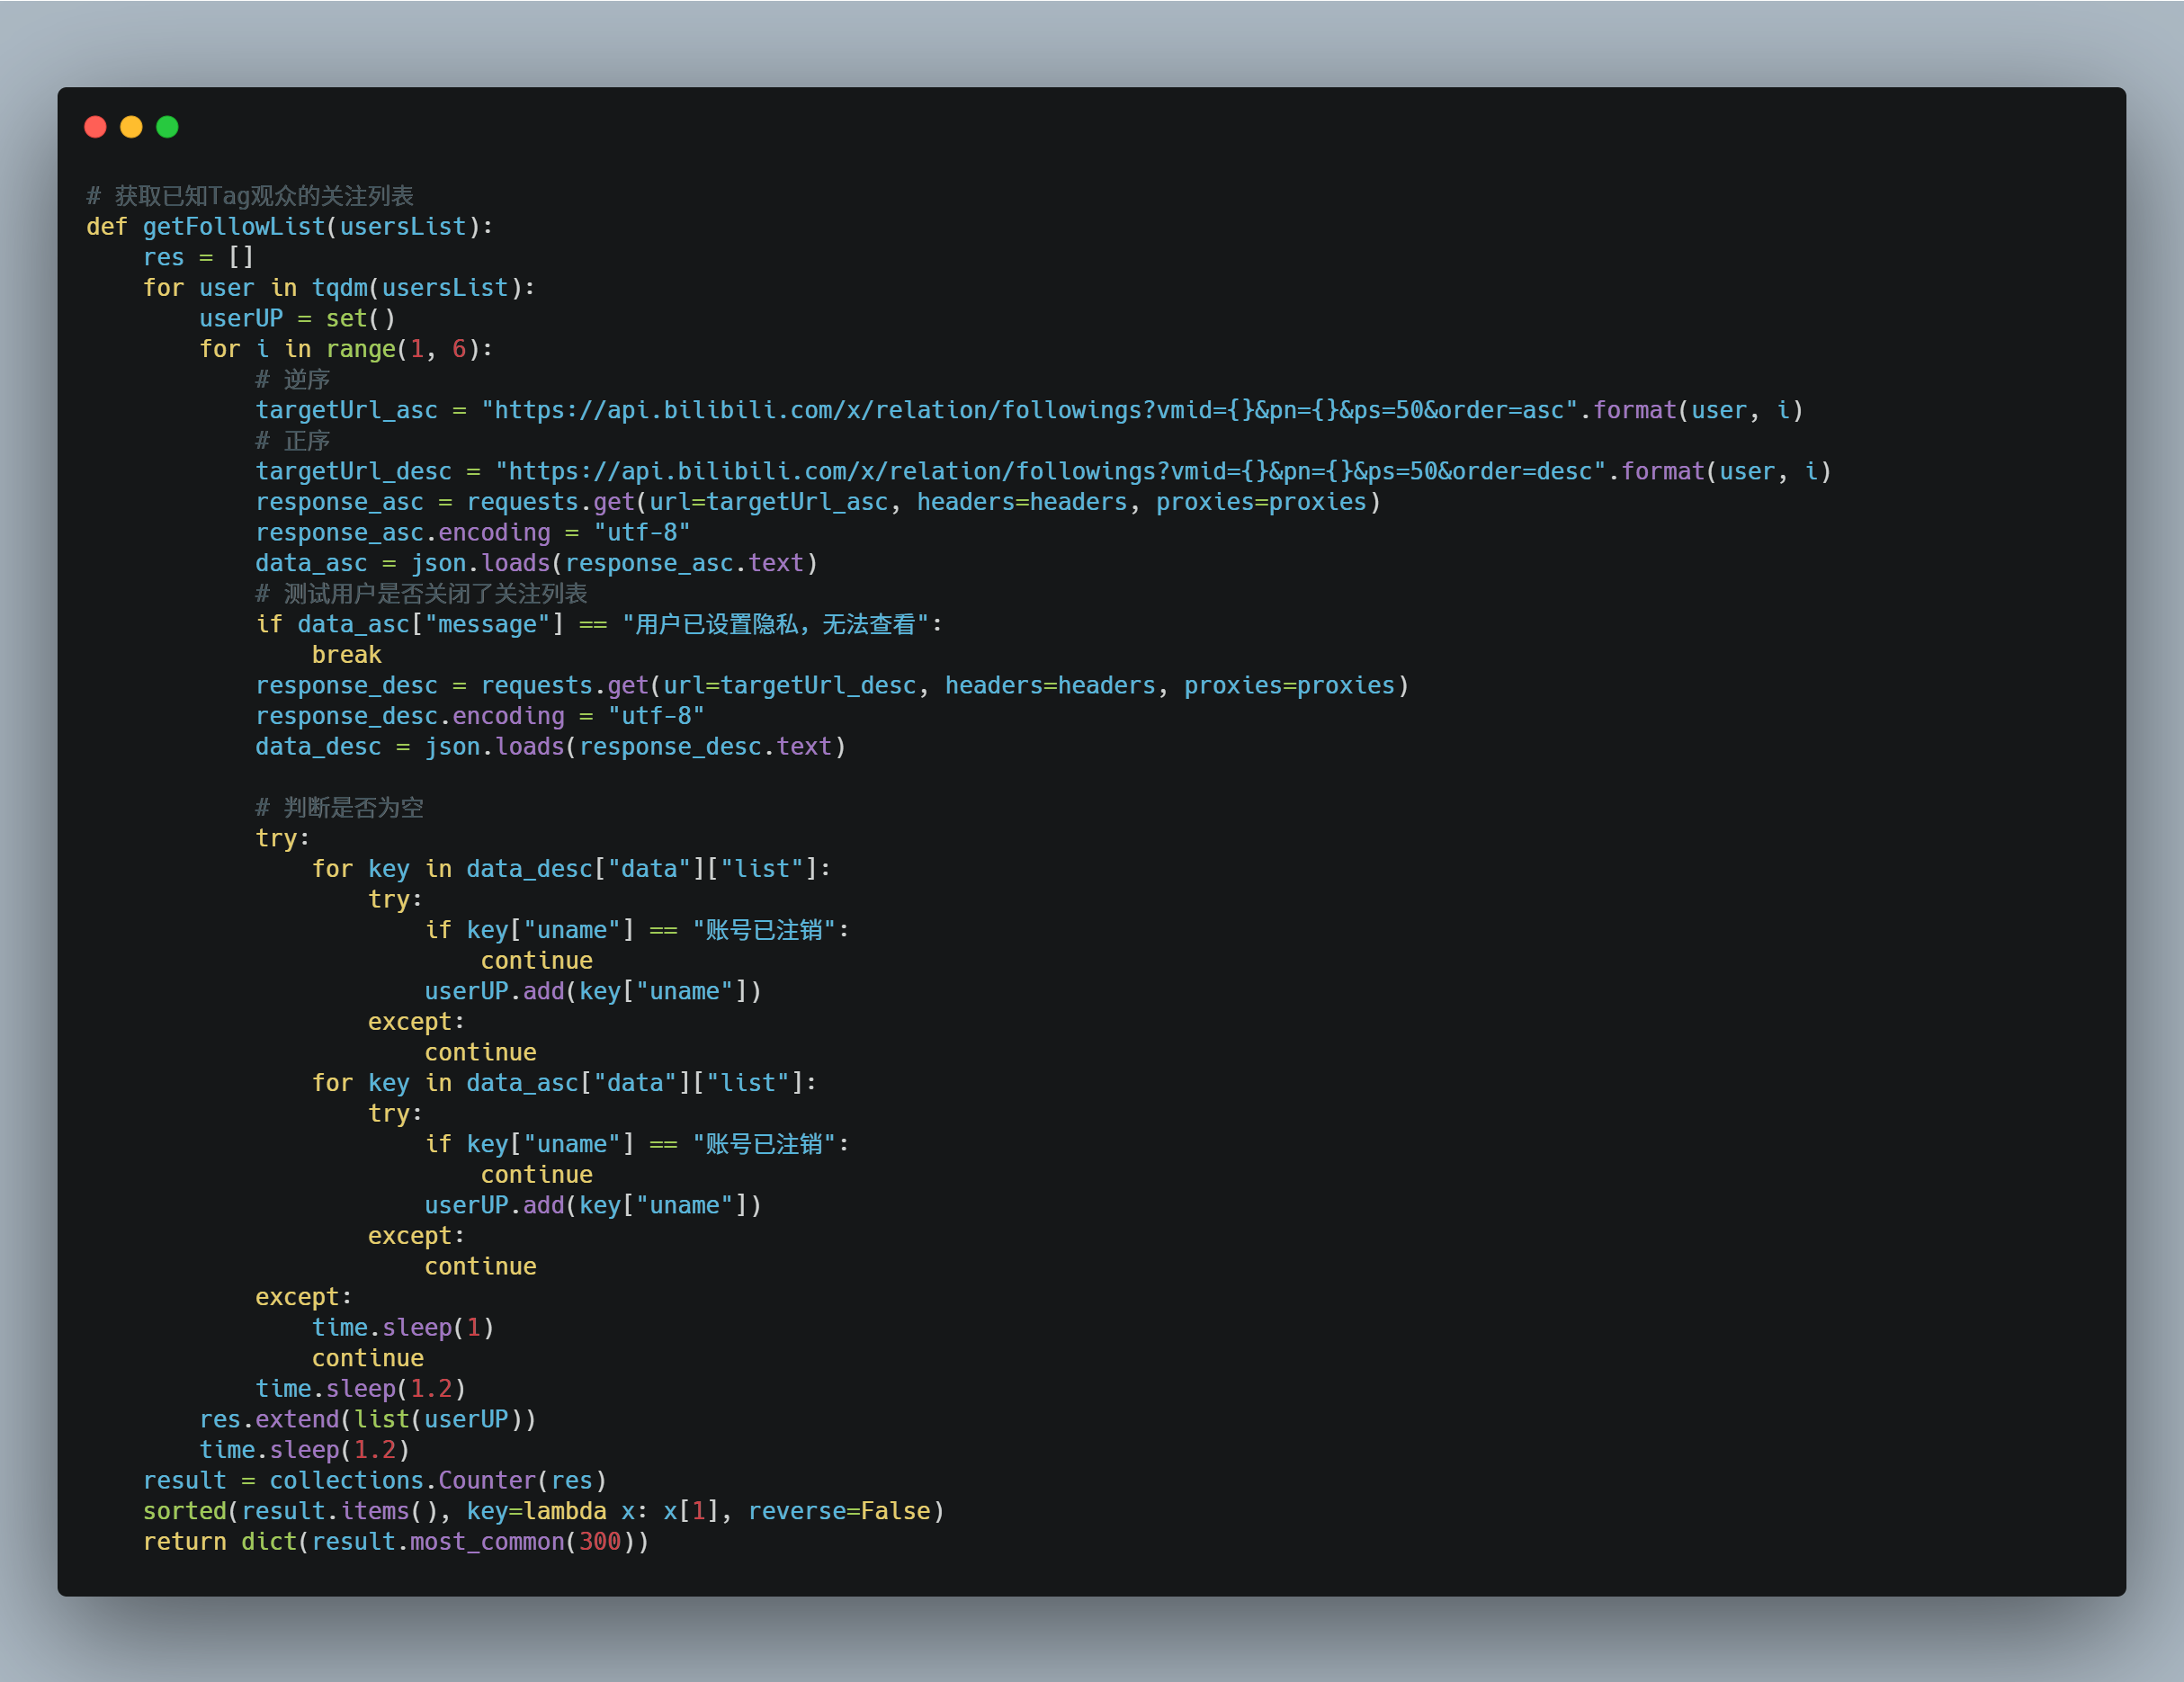 # 获取已知Tag观众的关注列表
def getFollowList(usersList):
    res = []
    for user in tqdm(usersList):
        userUP = set()
        for i in range(1, 6):
            # 逆序
            targetUrl_asc = "https://api.bilibili.com/x/relation/followings?vmid={}&pn={}&ps=50&order=asc".format(user, i)
            # 正序
            targetUrl_desc = "https://api.bilibili.com/x/relation/followings?vmid={}&pn={}&ps=50&order=desc".format(user, i)
            response_asc = requests.get(url=targetUrl_asc, headers=headers, proxies=proxies)
            response_asc.encoding = "utf-8"
            data_asc = json.loads(response_asc.text)
            # 测试用户是否关闭了关注列表
            if data_asc["message"] == "用户已设置隐私，无法查看":
                break
            response_desc = requests.get(url=targetUrl_desc, headers=headers, proxies=proxies)
            response_desc.encoding = "utf-8"
            data_desc = json.loads(response_desc.text)

            # 判断是否为空
            try:
                for key in data_desc["data"]["list"]:
                    try:
                        if key["uname"] == "账号已注销":
                            continue
                        userUP.add(key["uname"])
                    except:
                        continue
                for key in data_asc["data"]["list"]:
                    try:
                        if key["uname"] == "账号已注销":
                            continue
                        userUP.add(key["uname"])
                    except:
                        continue
            except:
                time.sleep(1)
                continue
            time.sleep(1.2)
        res.extend(list(userUP))
        time.sleep(1.2)
    result = collections.Counter(res)
    sorted(result.items(), key=lambda x: x[1], reverse=False)
    return dict(result.most_common(300))